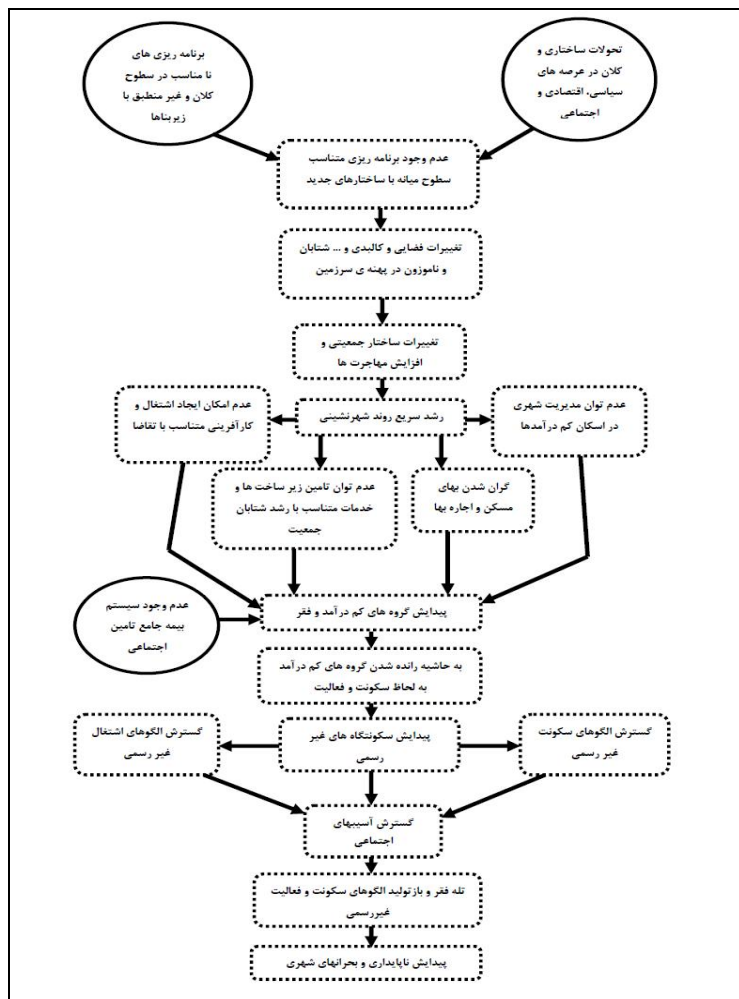 تحولات ساختاری و
کلان در عرصه های
سیاسی، اقتصادی و
اجتماعی
برنامه ریزی های
نا مناسب در سطوح
کلان و غیر منطبق با
زیربناها
عدم وجود برنامه ریزی متناسب
سطوح میانه با ساختارهای جدید
تغییرات فضایی و کالبدی و ... شتابان
و ناموزون در پهنه ی سرزمین
تغییرات ساختار جمعیتی و
افزایش مهاجرت ها
عدم توان مدیریت شهری
در اسکان کم درآمدها
رشد سریع روند شهرنشینی
عدم امکان ایجاد اشتغال و
کارآفرینی متناسب با تقاضا
گران شدن بهای
مسکن و اجاره بها
عدم توان تامین زیر ساخت ها و
خدمات متناسب با رشد شتابان
جمعیت
پیدایش گروه های کم درآمد و فقر
عدم وجود سیستم
بیمه جامع تامین
اجتماعی
به حاشیه رانده شدن گروه های کم درآمد
به لحاظ سکونت و فعالیت
گسترش الگوهای سکونت
غیر رسمی
پیدایش سکونتگاه های غیر
رسمی
گسترش الگوهای اشتغال
غیر رسمی
گسترش آسیبهای
اجتماعی
تله فقر و بازتولید الگوهای سکونت و فعالیت
غیررسمی
پیدایش ناپایداری و بحرانهای شهری